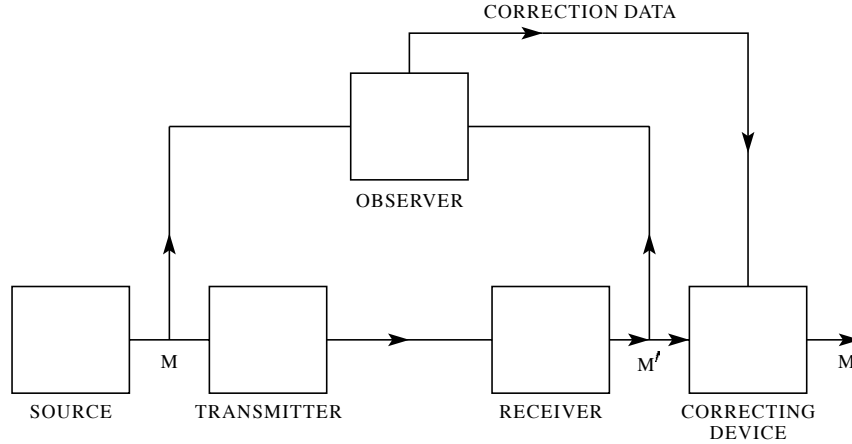 CORRECTION DATA
OBSERVER
M
M′
M
SOURCE
TRANSMITTER
RECEIVER
CORRECTING
DEVICE